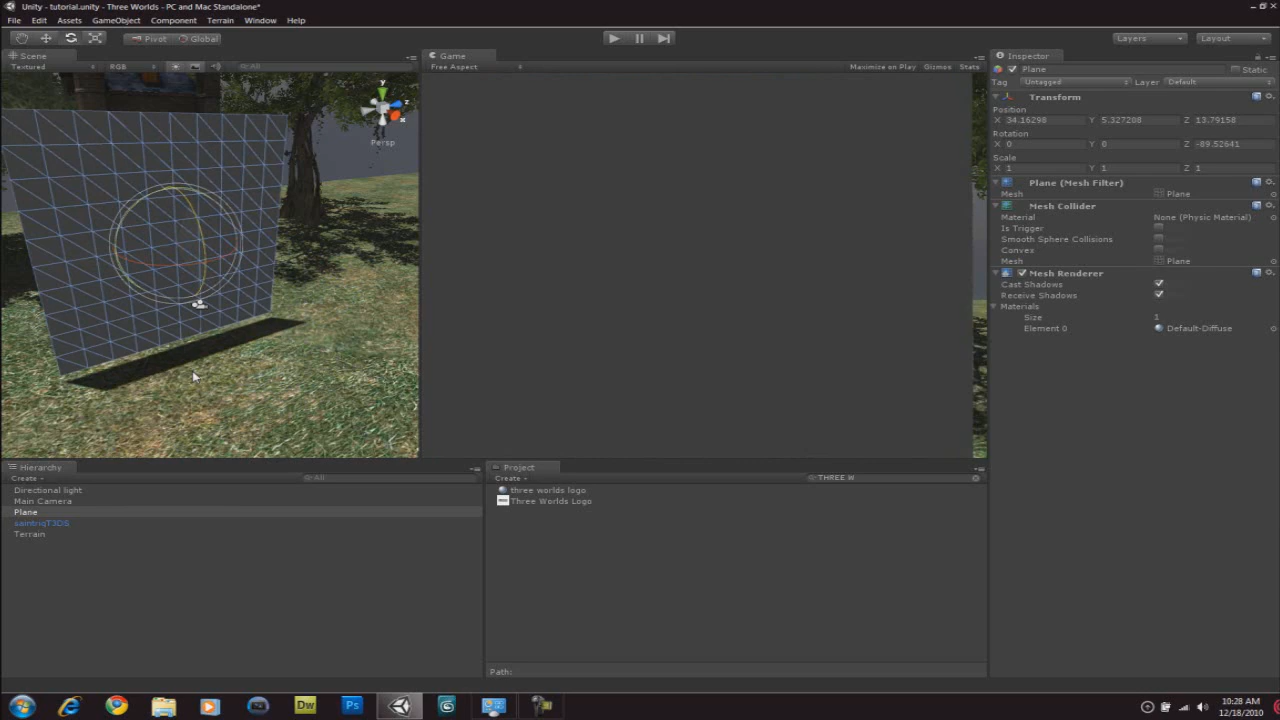 Unity - tutorial.unity - Three Worlds - PC and Mac Standalone*
File Edit Assets GameObject Component Terrain Window Help
Pivot Global Layers Layout
Scene Game Inspector
Textured RGB All Free Aspect Maximize on Play Gizmos Stats
Plane Static
Tag Untagged Layer Default
Transform
Position
X 34.16298 Y 5.327208 Z 13.79158
Rotation
X 0 Y 0 Z -89.52641
Scale
X 1 Y 1 Z 1
Plane (Mesh Filter)
Mesh Plane
Mesh Collider
Material None (Physic Material)
Is Trigger
Smooth Sphere Collisions
Convex
Mesh Plane
Mesh Renderer
Cast Shadows
Receive Shadows
Materials
Size 1
Element 0 Default-Diffuse
y
z
x
Persp
Hierarchy
Create All
Directional light
Main Camera
Plane
saintriqT3DS
Terrain
Project
Create THREE W
three worlds logo
Three Worlds Logo
Path:
Dw Ps
10:28 AM
12/18/2010